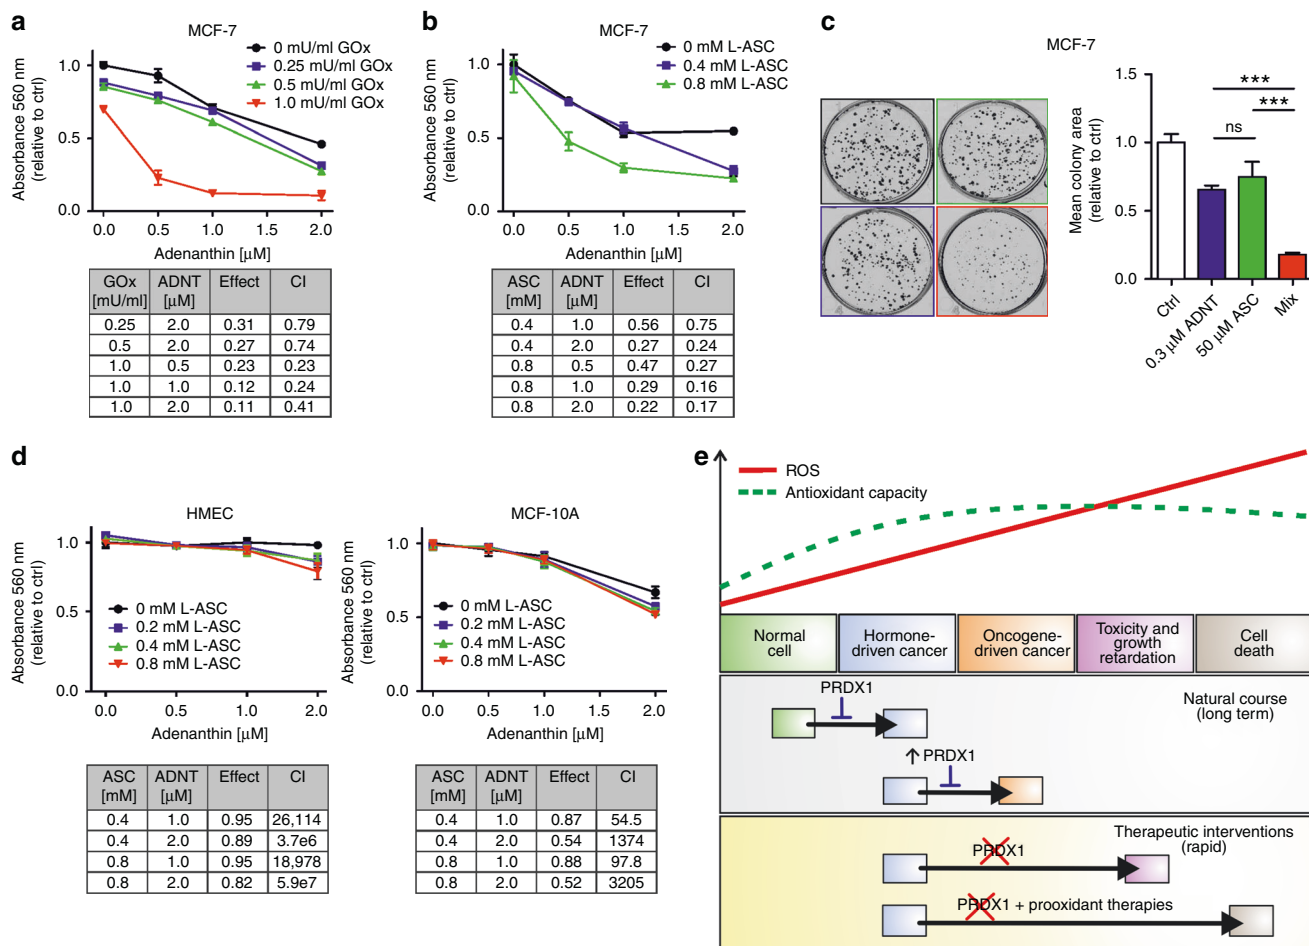 a
MCF-7
0 mU/ml GOx
0.25 mU/ml GOx
0.5 mU/ml GOx
1.0 mU/ml GOx
Absorbance 560 nm
(relative to ctrl)
1.0
0.5
0.0
0.0 0.5 1.0 2.0
Adenanthin [µM]
GOx [mU/ml] ADNT [µM] Effect CI
0.25 2.0 0.31 0.79
0.5 2.0 0.27 0.74
1.0 0.5 0.23 0.23
1.0 1.0 0.12 0.24
1.0 2.0 0.11 0.41
b
MCF-7
0 mM L-ASC
0.4 mM L-ASC
0.8 mM L-ASC
Absorbance 560 nm
(relative to ctrl)
1.0
0.5
0.0
0.0 0.5 1.0 2.0
Adenanthin [µM]
ASC [mM] ADNT [µM] Effect CI
0.4 1.0 0.56 0.75
0.4 2.0 0.27 0.24
0.8 0.5 0.47 0.27
0.8 1.0 0.29 0.16
0.8 2.0 0.22 0.17
c
MCF-7
Mean colony area
(relative to ctrl)
1.5
1.0
0.5
0.0
***
***
ns
Ctrl
0.3 µM ADNT
50 µM ASC
Mix
d
HMEC
Absorbance 560 nm
(relative to ctrl)
1.0
0.5
0.0
0 mM L-ASC
0.2 mM L-ASC
0.4 mM L-ASC
0.8 mM L-ASC
0.0 0.5 1.0 2.0
Adenanthin [µM]
ASC [mM] ADNT [µM] Effect CI
0.4 1.0 0.95 26,114
0.4 2.0 0.89 3.7e6
0.8 1.0 0.95 18,978
0.8 2.0 0.82 5.9e7
MCF-10A
Absorbance 560 nm
(relative to ctrl)
1.0
0.5
0.0
0 mM L-ASC
0.2 mM L-ASC
0.4 mM L-ASC
0.8 mM L-ASC
0.0 0.5 1.0 2.0
Adenanthin [µM]
ASC [mM] ADNT [µM] Effect CI
0.4 1.0 0.87 54.5
0.4 2.0 0.54 1374
0.8 1.0 0.88 97.8
0.8 2.0 0.52 3205
e
ROS
Antioxidant capacity
Normal
cell
Hormone-
driven cancer
Oncogene-
driven cancer
Toxicity and
growth
retardation
Cell
death
PRDX1
Natural course
(long term)
↑ PRDX1
Therapeutic interventions
(rapid)
PRDX1
PRDX1 + prooxidant therapies